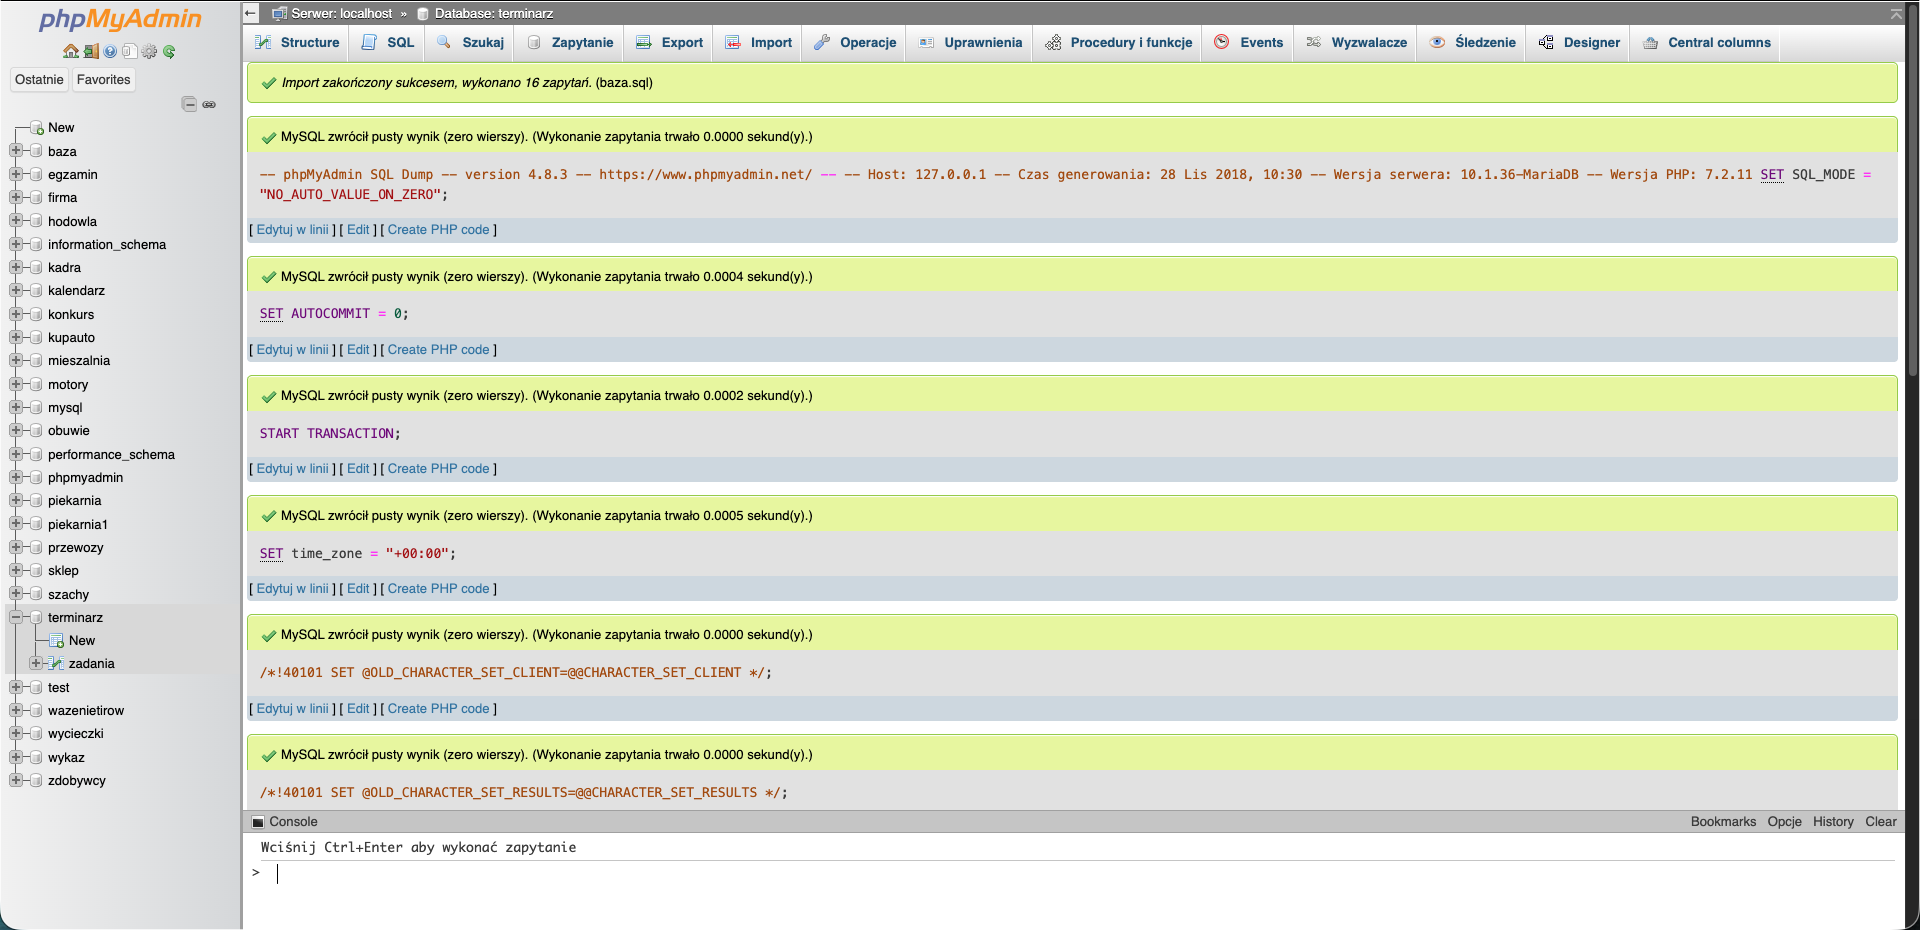 phpMyAdmin
Ostatnie Favorites
New
baza
egzamin
firma
hodowla
information_schema
kadra
kalendarz
konkurs
kupauto
mieszalnia
motory
mysql
obuwie
performance_schema
phpmyadmin
piekarnia
piekarnia1
przewozy
sklep
szachy
terminarz
New
zadania
test
wazenietirow
wycieczki
wykaz
zdobywcy
Serwer: localhost » Database: terminarz
Structure SQL Szukaj Zapytanie Export Import Operacje Uprawnienia Procedury i funkcje Events Wyzwalacze Śledzenie Designer Central columns
Import zakończony sukcesem, wykonano 16 zapytań. (baza.sql)
MySQL zwrócił pusty wynik (zero wierszy). (Wykonanie zapytania trwało 0.0000 sekund(y).)
-- phpMyAdmin SQL Dump -- version 4.8.3 -- https://www.phpmyadmin.net/ -- -- Host: 127.0.0.1 -- Czas generowania: 28 Lis 2018, 10:30 -- Wersja serwera: 10.1.36-MariaDB -- Wersja PHP: 7.2.11 SET SQL_MODE =
"NO_AUTO_VALUE_ON_ZERO";
[ Edytuj w linii ] [ Edit ] [ Create PHP code ]
MySQL zwrócił pusty wynik (zero wierszy). (Wykonanie zapytania trwało 0.0004 sekund(y).)
SET AUTOCOMMIT = 0;
[ Edytuj w linii ] [ Edit ] [ Create PHP code ]
MySQL zwrócił pusty wynik (zero wierszy). (Wykonanie zapytania trwało 0.0002 sekund(y).)
START TRANSACTION;
[ Edytuj w linii ] [ Edit ] [ Create PHP code ]
MySQL zwrócił pusty wynik (zero wierszy). (Wykonanie zapytania trwało 0.0005 sekund(y).)
SET time_zone = "+00:00";
[ Edytuj w linii ] [ Edit ] [ Create PHP code ]
MySQL zwrócił pusty wynik (zero wierszy). (Wykonanie zapytania trwało 0.0000 sekund(y).)
/*!40101 SET @OLD_CHARACTER_SET_CLIENT=@@CHARACTER_SET_CLIENT */;
[ Edytuj w linii ] [ Edit ] [ Create PHP code ]
MySQL zwrócił pusty wynik (zero wierszy). (Wykonanie zapytania trwało 0.0000 sekund(y).)
/*!40101 SET @OLD_CHARACTER_SET_RESULTS=@@CHARACTER_SET_RESULTS */;
Console Bookmarks Opcje History Clear
Wciśnij Ctrl+Enter aby wykonać zapytanie
>